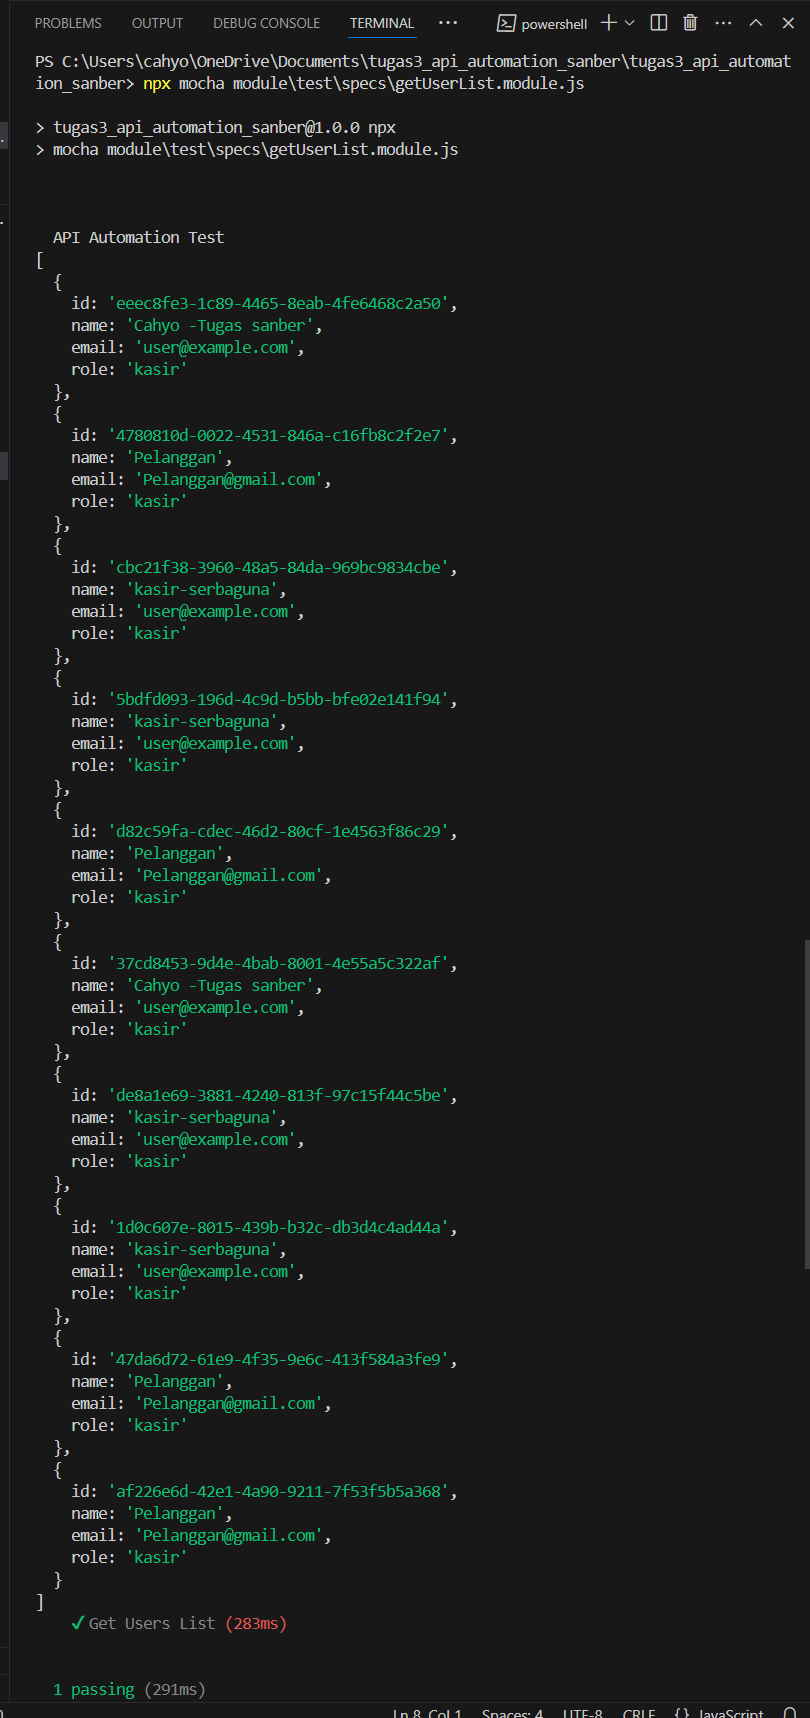 PROBLEMS OUTPUT DEBUG CONSOLE TERMINAL ... powershell
PS C:\Users\cahyo\OneDrive\Documents\tugas3_api_automation_sanber\tugas3_api_automat
ion_sanber> npx mocha module\test\specs\getUserList.module.js
> tugas3_api_automation_sanber@1.0.0 npx
> mocha module\test\specs\getUserList.module.js
API Automation Test
[
{
id: 'eeec8fe3-1c89-4465-8eab-4fe6468c2a50',
name: 'Cahyo -Tugas sanber',
email: 'user@example.com',
role: 'kasir'
},
{
id: '4780810d-0022-4531-846a-c16fb8c2f2e7',
name: 'Pelanggan',
email: 'Pelanggan@gmail.com',
role: 'kasir'
},
{
id: 'cbc21f38-3960-48a5-84da-969bc9834cbe',
name: 'kasir-serbaguna',
email: 'user@example.com',
role: 'kasir'
},
{
id: '5bdfd093-196d-4c9d-b5bb-bfe02e141f94',
name: 'kasir-serbaguna',
email: 'user@example.com',
role: 'kasir'
},
{
id: 'd82c59fa-cdec-46d2-80cf-1e4563f86c29',
name: 'Pelanggan',
email: 'Pelanggan@gmail.com',
role: 'kasir'
},
{
id: '37cd8453-9d4e-4bab-8001-4e55a5c322af',
name: 'Cahyo -Tugas sanber',
email: 'user@example.com',
role: 'kasir'
},
{
id: 'de8a1e69-3881-4240-813f-97c15f44c5be',
name: 'kasir-serbaguna',
email: 'user@example.com',
role: 'kasir'
},
{
id: '1d0c607e-8015-439b-b32c-db3d4c4ad44a',
name: 'kasir-serbaguna',
email: 'user@example.com',
role: 'kasir'
},
{
id: '47da6d72-61e9-4f35-9e6c-413f584a3fe9',
name: 'Pelanggan',
email: 'Pelanggan@gmail.com',
role: 'kasir'
},
{
id: 'af226e6d-42e1-4a90-9211-7f53f5b5a368',
name: 'Pelanggan',
email: 'Pelanggan@gmail.com',
role: 'kasir'
}
]
✓ Get Users List (283ms)
1 passing (291ms)
Ln 8, Col 1 Spaces: 4 UTF-8 CRLF {} JavaScript